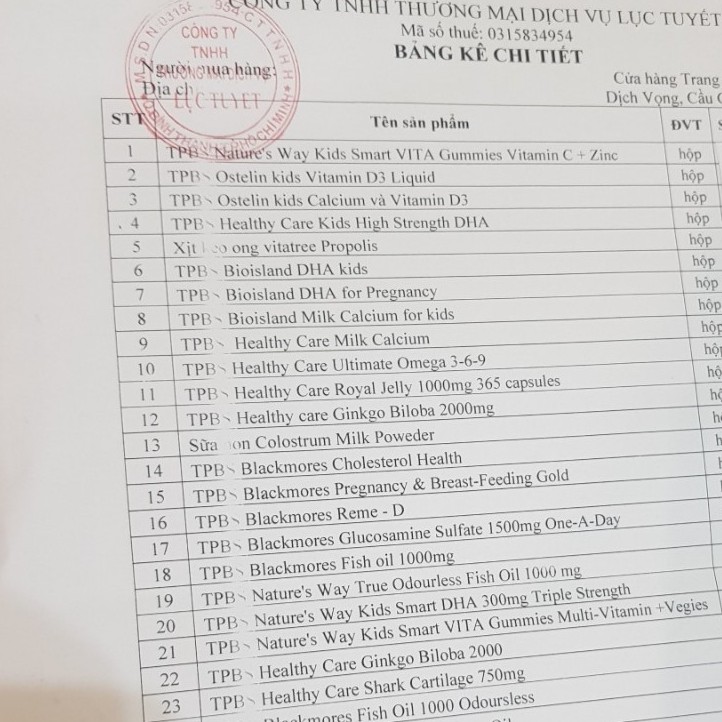 CÔNG TY TNHH THƯƠNG MẠI DỊCH VỤ LỤC TUYẾT
Mã số thuế: 0315834954
BẢNG KÊ CHI TIẾT
CÔNG TY
TNHH
LỤC TUYẾT
Người mua hàng:
Cửa hàng Trang
Dịch Vọng, Cầu
STT Tên sản phẩm ĐVT
1 TPB Nature's Way Kids Smart VITA Gummies Vitamin C + Zinc hộp
2 TPB Ostelin kids Vitamin D3 Liquid hộp
3 TPB Ostelin kids Calcium và Vitamin D3 hộp
4 TPB Healthy Care Kids High Strength DHA hộp
5 Xịt ong vitatree Propolis hộp
6 TPB Bioisland DHA kids hộp
7 TPB Bioisland DHA for Pregnancy hộp
8 TPB Bioisland Milk Calcium for kids hộp
9 TPB Healthy Care Milk Calcium hộp
10 TPB Healthy Care Ultimate Omega 3-6-9
11 TPB Healthy Care Royal Jelly 1000mg 365 capsules
12 TPB Healthy care Ginkgo Biloba 2000mg
13 Sữa Colostrum Milk Poweder
14 TPB Blackmores Cholesterol Health
15 TPB Blackmores Pregnancy & Breast-Feeding Gold
16 TPB Blackmores Reme - D
17 TPB Blackmores Glucosamine Sulfate 1500mg One-A-Day
18 TPB Blackmores Fish oil 1000mg
19 TPB Nature's Way True Odourless Fish Oil 1000 mg
20 TPB Nature's Way Kids Smart DHA 300mg Triple Strength
21 TPB Nature's Way Kids Smart VITA Gummies Multi-Vitamin +Vegies
22 TPB Healthy Care Ginkgo Biloba 2000
23 TPB Healthy Care Shark Cartilage 750mg
Fish Oil 1000 Odoursless